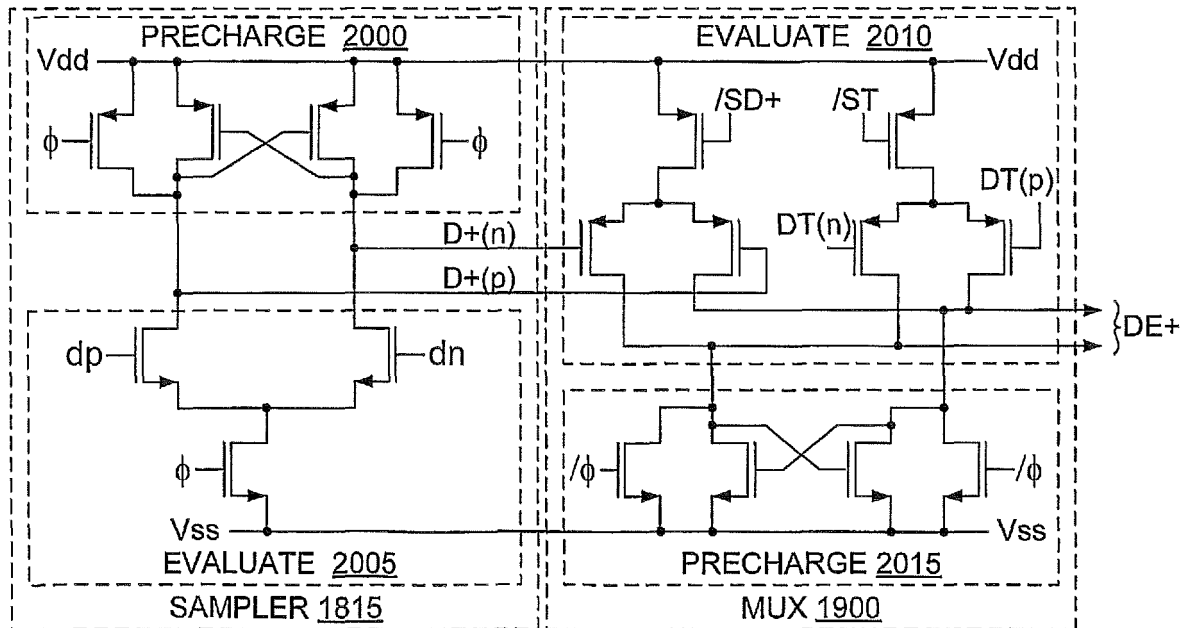 PRECHARGE 2000
EVALUATE 2010
Vdd
Vdd
/SD+
/ST
ϕ
ϕ
DT(p)
DT(n)
D+(n)
D+(p)
}DE+
dp
dn
ϕ
/ϕ
/ϕ
Vss
Vss
EVALUATE 2005
PRECHARGE 2015
SAMPLER 1815
MUX 1900